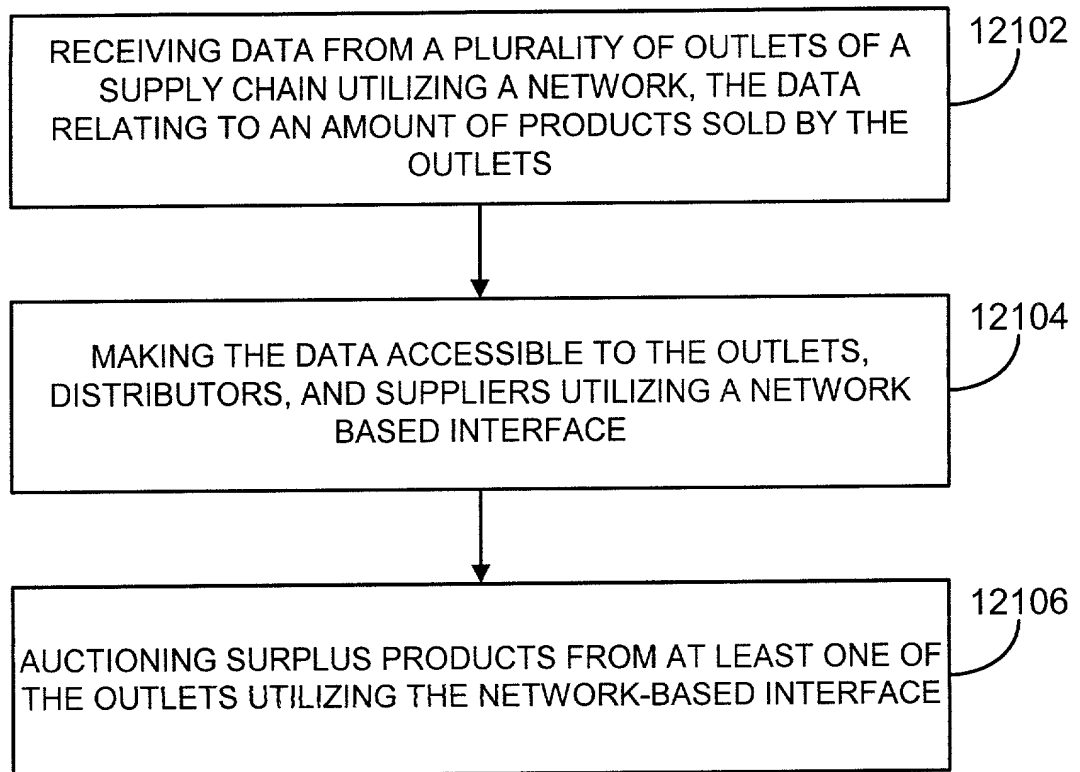 RECEIVING DATA FROM A PLURALITY OF OUTLETS OF A
SUPPLY CHAIN UTILIZING A NETWORK, THE DATA
RELATING TO AN AMOUNT OF PRODUCTS SOLD BY THE
OUTLETS
12102
MAKING THE DATA ACCESSIBLE TO THE OUTLETS,
DISTRIBUTORS, AND SUPPLIERS UTILIZING A NETWORK
BASED INTERFACE
12104
AUCTIONING SURPLUS PRODUCTS FROM AT LEAST ONE OF
THE OUTLETS UTILIZING THE NETWORK-BASED INTERFACE
12106